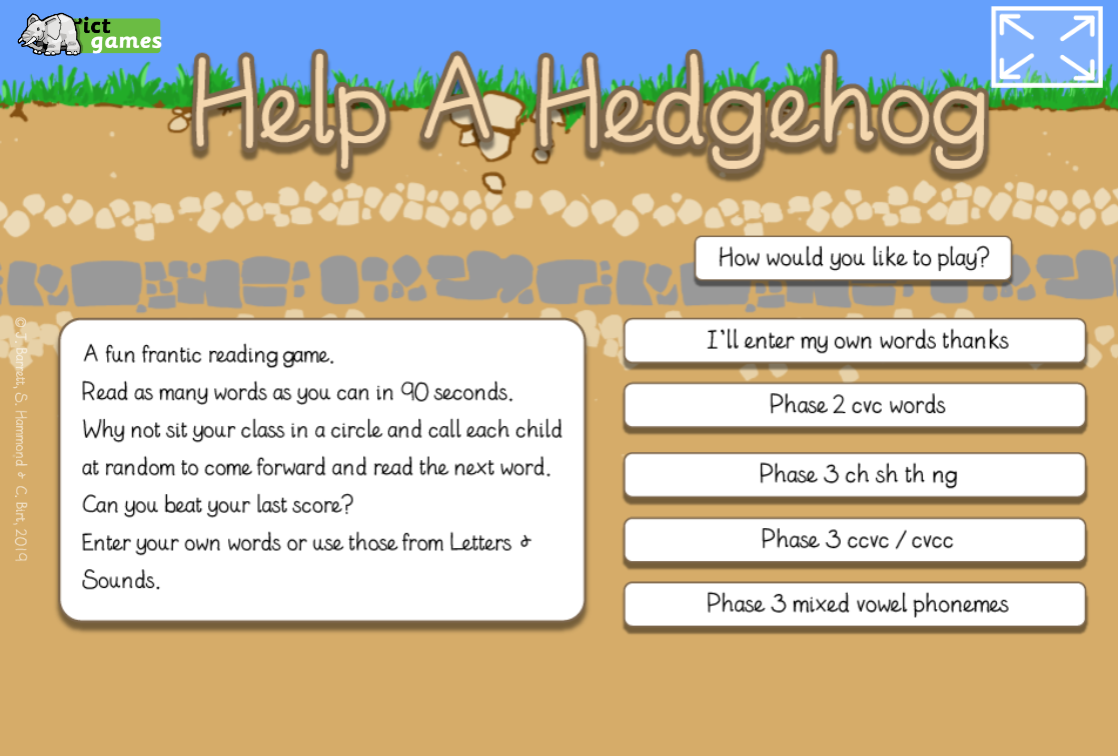 ict
games
Help A Hedgehog
How would you like to play?
A fun frantic reading game.
Read as many words as you can in 90 seconds.
Why not sit your class in a circle and call each child
at random to come forward and read the next word.
Can you beat your last score?
Enter your own words or use those from Letters &
Sounds.
I'll enter my own words thanks
Phase 2 cvc words
Phase 3 ch sh th ng
Phase 3 ccvc / cvcc
Phase 3 mixed vowel phonemes
© J. Barrett, S. Hammond & C. Birt, 2019